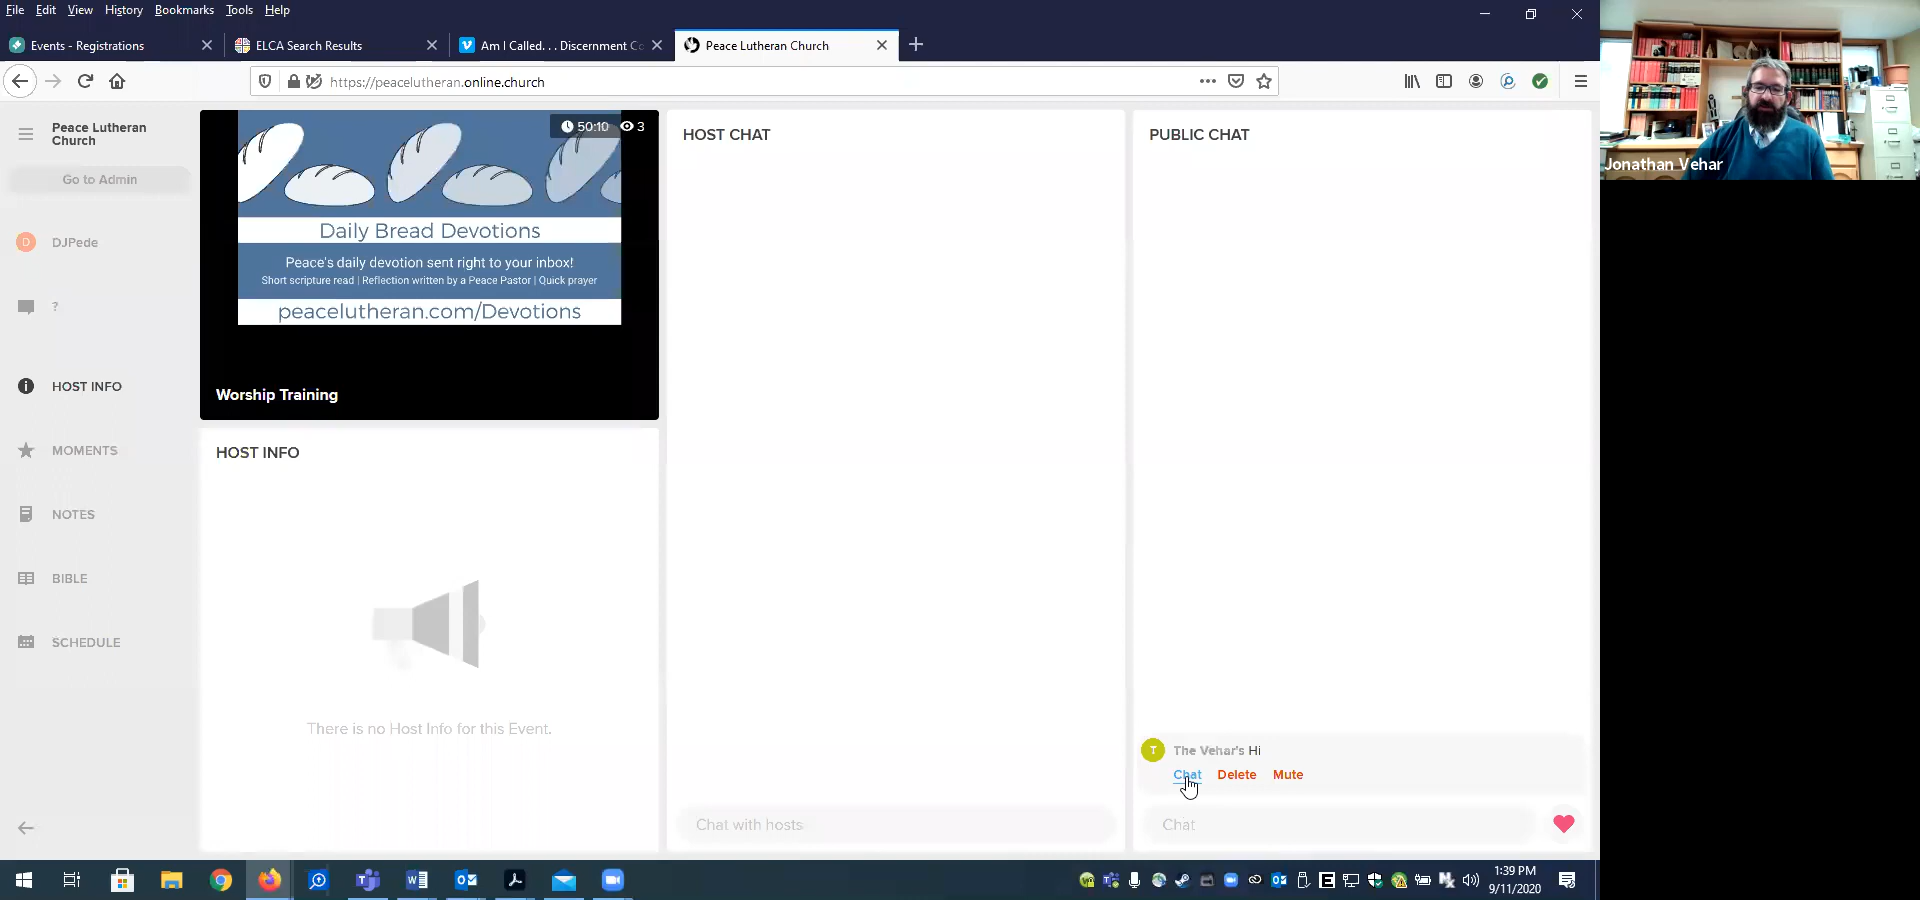 File Edit View History Bookmarks Tools Help
Events - Registrations
ELCA Search Results
Am I Called. . . Discernment Co
Peace Lutheran Church
https://peacelutheran.online.church
Peace Lutheran
Church
Go to Admin
DJPede
?
HOST INFO
MOMENTS
NOTES
BIBLE
SCHEDULE
50:10 3
Daily Bread Devotions
Peace's daily devotion sent right to your inbox!
Short scripture read | Reflection written by a Peace Pastor | Quick prayer
peacelutheran.com/Devotions
Worship Training
HOST INFO
There is no Host Info for this Event.
HOST CHAT
Chat with hosts
PUBLIC CHAT
T The Vehar's Hi
Chat Delete Mute
Chat
Jonathan Vehar
1:39 PM
9/11/2020